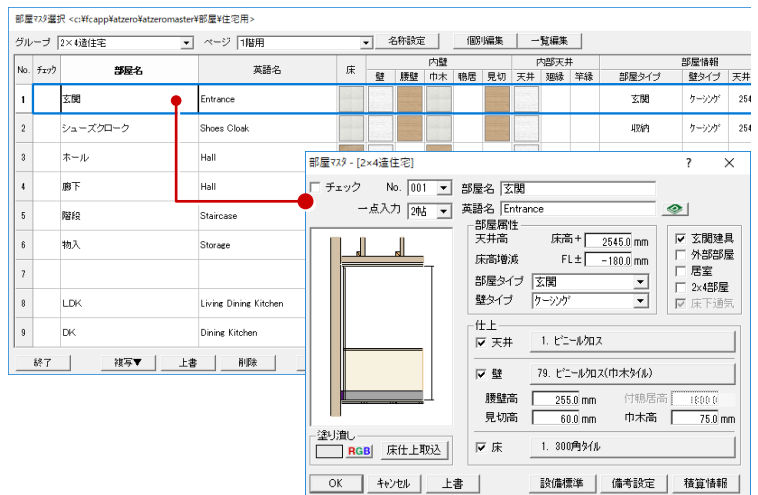 部屋ﾏｽﾀ選択 <c:¥fcapp¥atzero¥atzeromaster¥部屋¥住宅用>
グループ 2×4造住宅 ページ 1階用 名称設定 個別編集 一覧編集
No. ﾁｪｯｸ 部屋名 英語名 床 内壁 内部天井 部屋情報
壁 腰壁 巾木 鴨居 見切 天井 廻縁 竿縁 部屋タイプ 壁タイプ 天井
1 玄関 Entrance 玄関 ｹｰｼﾝｸﾞ 254
2 シューズクローク Shoes Cloak 収納 ｹｰｼﾝｸﾞ 254
3 ホール Hall
4 廊下 Hall
5 階段 Staircase
6 物入 Storage
7
8 LDK Living Dining Kitchen
9 DK Dining Kitchen
終了 複写▼ 上書 削除
部屋ﾏｽﾀ - [2×4造住宅] ? ×
チェック No. 001 部屋名 玄関
一点入力 2帖 英語名 Entrance
部屋属性
天井高 床高+ 2545.0 mm
床高増減 FL± -180.0 mm
部屋タイプ 玄関
壁タイプ ｹｰｼﾝｸﾞ
玄関建具
外部部屋
居室
2x4部屋
床下通気
仕上
天井 1. ﾋﾞﾆｰﾙｸﾛｽ
壁 79. ﾋﾞﾆｰﾙｸﾛｽ(巾木ﾀｲﾙ)
腰壁高 255.0 mm 付鴨居高 1800.0
見切高 60.0 mm 巾木高 75.0 mm
床 1. 300角ﾀｲﾙ
塗り潰し
RGB 床仕上取込
OK ｷｬﾝｾﾙ 上書 設備標準 備考設定 積算情報